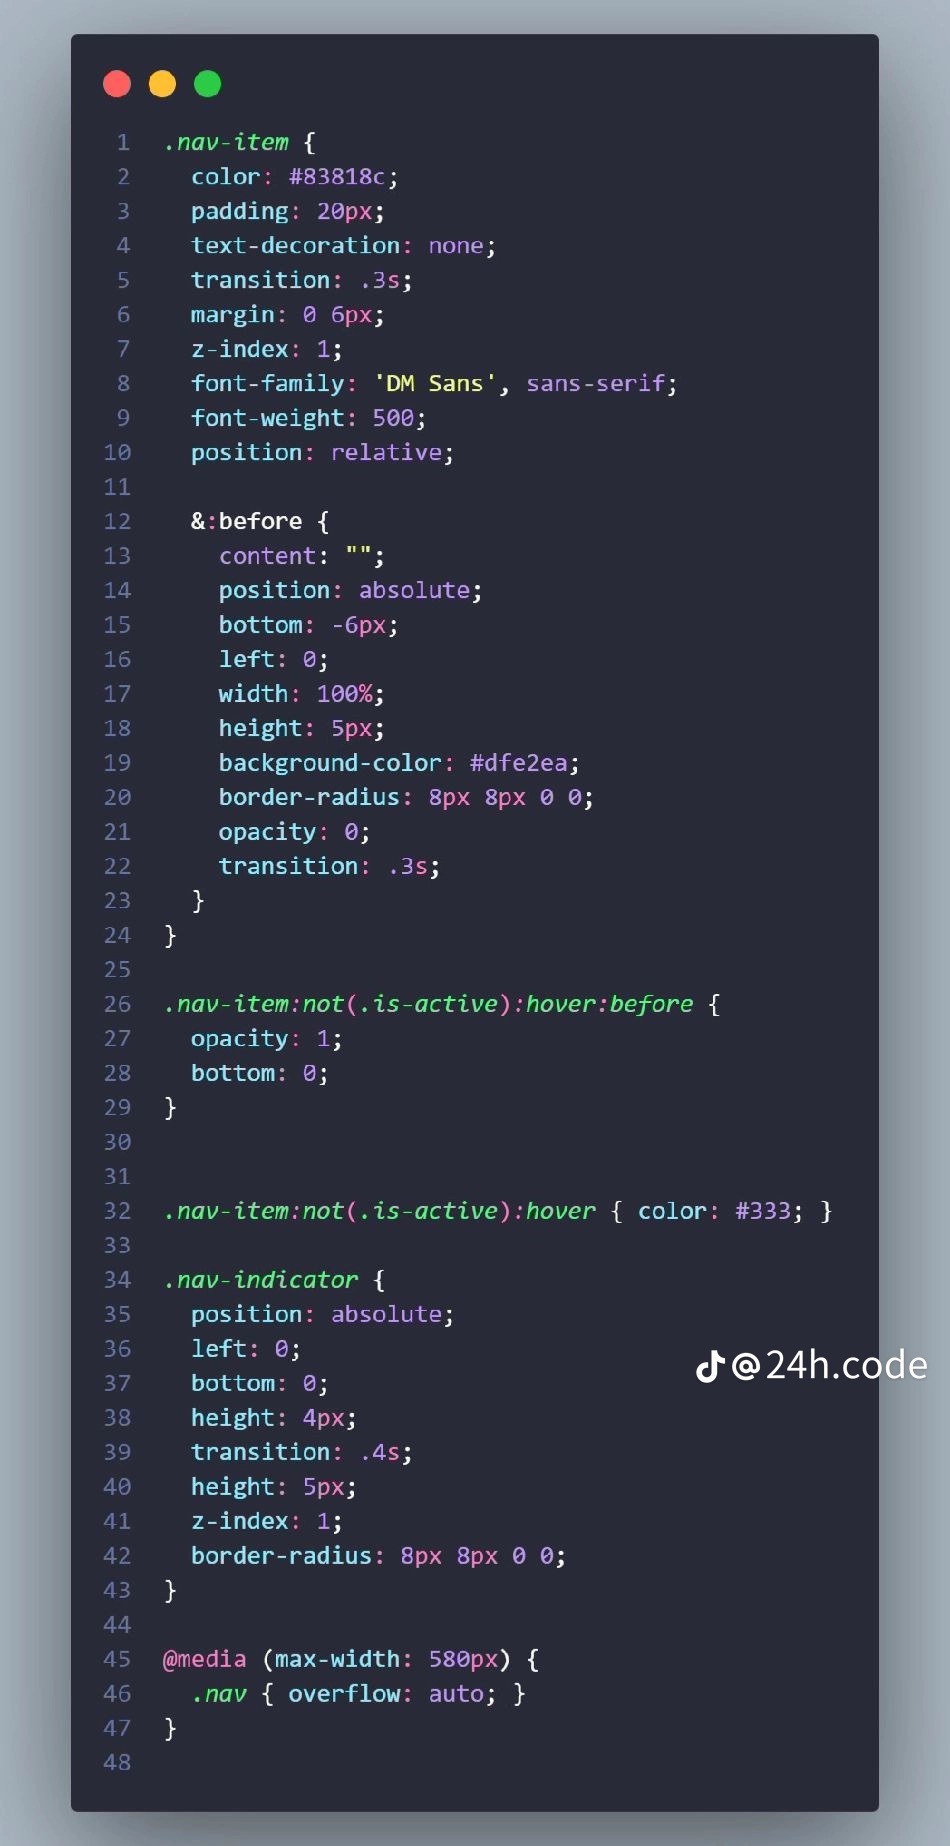 1 .nav-item {
2 color: #83818c;
3 padding: 20px;
4 text-decoration: none;
5 transition: .3s;
6 margin: 0 6px;
7 z-index: 1;
8 font-family: 'DM Sans', sans-serif;
9 font-weight: 500;
10 position: relative;
11
12 &:before {
13 content: "";
14 position: absolute;
15 bottom: -6px;
16 left: 0;
17 width: 100%;
18 height: 5px;
19 background-color: #dfe2ea;
20 border-radius: 8px 8px 0 0;
21 opacity: 0;
22 transition: .3s;
23 }
24 }
25
26 .nav-item:not(.is-active):hover:before {
27 opacity: 1;
28 bottom: 0;
29 }
30
31
32 .nav-item:not(.is-active):hover { color: #333; }
33
34 .nav-indicator {
35 position: absolute;
36 left: 0;
37 bottom: 0;
38 height: 4px;
39 transition: .4s;
40 height: 5px;
41 z-index: 1;
42 border-radius: 8px 8px 0 0;
43 }
44
45 @media (max-width: 580px) {
46 .nav { overflow: auto; }
47 }
48
@24h.code